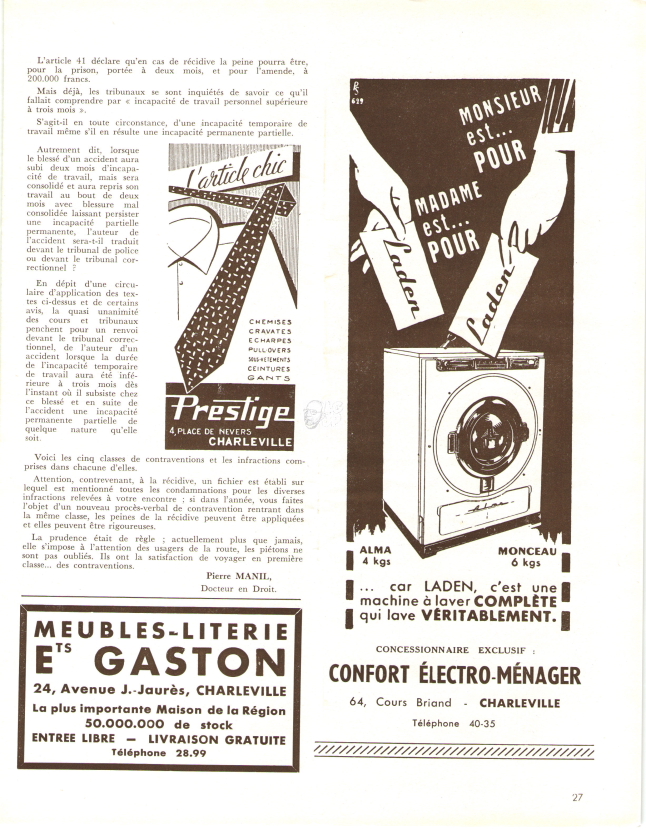 L'article 41 déclare qu'en cas de récidive la peine pourra être,
pour la prison, portée à deux mois, et pour l'amende, à
200.000 francs.
Mais déjà, les tribunaux se sont inquiétés de savoir ce qu'il
fallait comprendre par « incapacité de travail personnel supérieure
à trois mois ».
S'agit-il en toute circonstance, d'une incapacité temporaire de
travail même s'il en résulte une incapacité permanente partielle.
Autrement dit, lorsque
le blessé d'un accident aura
subi deux mois d'incapa-
cité de travail, mais sera
consolidé et aura repris son
travail au bout de deux
mois avec blessure mal
consolidée laissant persister
une incapacité partielle
permanente, l'auteur de
l'accident sera-t-il traduit
devant le tribunal de police
ou devant le tribunal cor-
rectionnel ?
En dépit d'une circu-
laire d'application des tex-
tes ci-dessus et de certains
avis, la quasi unanimité
des cours et tribunaux
penchent pour un renvoi
devant le tribunal correc-
tionnel, de l'auteur d'un
accident lorsque la durée
de l'incapacité temporaire
de travail aura été infé-
rieure à trois mois dès
l'instant où il subsiste chez
ce blessé et en suite de
l'accident une incapacité
permanente partielle de
quelque nature qu'elle
soit.
l'article chic
CHEMISES
CRAVATES
ECHARPES
PULL.OVERS
SOUS-VETEMENTS
CEINTURES
GANTS
Prestige
4, PLACE DE NEVERS
CHARLEVILLE
Voici les cinq classes de contraventions et les infractions com-
prises dans chacune d'elles.
Attention, contrevenant, à la récidive, un fichier est établi sur
lequel est mentionné toutes les condamnations pour les diverses
infractions relevées à votre encontre ; si dans l'année, vous faites
l'objet d'un nouveau procès-verbal de contravention rentrant dans
la même classe, les peines de la récidive peuvent être appliquées
et elles peuvent être rigoureuses.
La prudence était de règle ; actuellement plus que jamais,
elle s'impose à l'attention des usagers de la route, les piétons ne
sont pas oubliés. Ils ont la satisfaction de voyager en première
classe... des contraventions.
Pierre MANIL,
Docteur en Droit.
MEUBLES-LITERIE
ETS GASTON
24, Avenue J.-Jaurès, CHARLEVILLE
La plus importante Maison de la Région
50.000.000 de stock
ENTREE LIBRE — LIVRAISON GRATUITE
Téléphone 28.99
629
MONSIEUR
est...
POUR
MADAME
est...
POUR
Laden
Laden
ALMA
4 kgs
MONCEAU
6 kgs
... car LADEN, c'est une
machine à laver COMPLÈTE
qui lave VÉRITABLEMENT.
CONCESSIONNAIRE EXCLUSIF :
CONFORT ÉLECTRO-MÉNAGER
64, Cours Briand - CHARLEVILLE
Téléphone 40-35
27